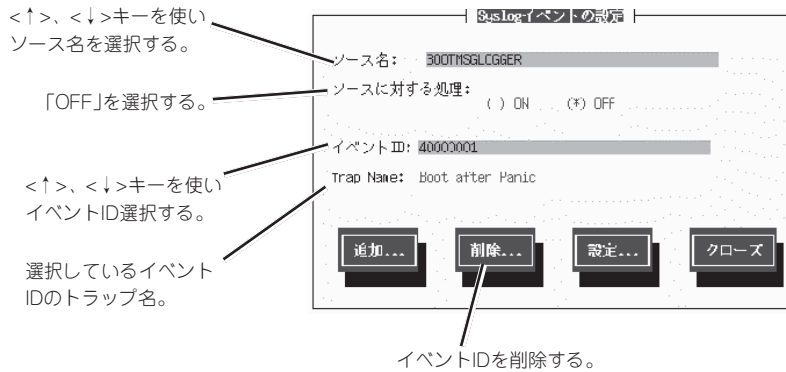 <↑>、<↓>キーを使い
ソース名を選択する。
「OFF」を選択する。
<↑>、<↓>キーを使い
イベントID選択する。
選択しているイベント
IDのトラップ名。
Syslogイベントの設定
ソース名: BOOTMSGLOGGER
ソースに対する処理:
( ) ON (*) OFF
イベントID: 40000001
Trap Name: Boot after Panic
追加... 削除... 設定... クローズ
イベントIDを削除する。